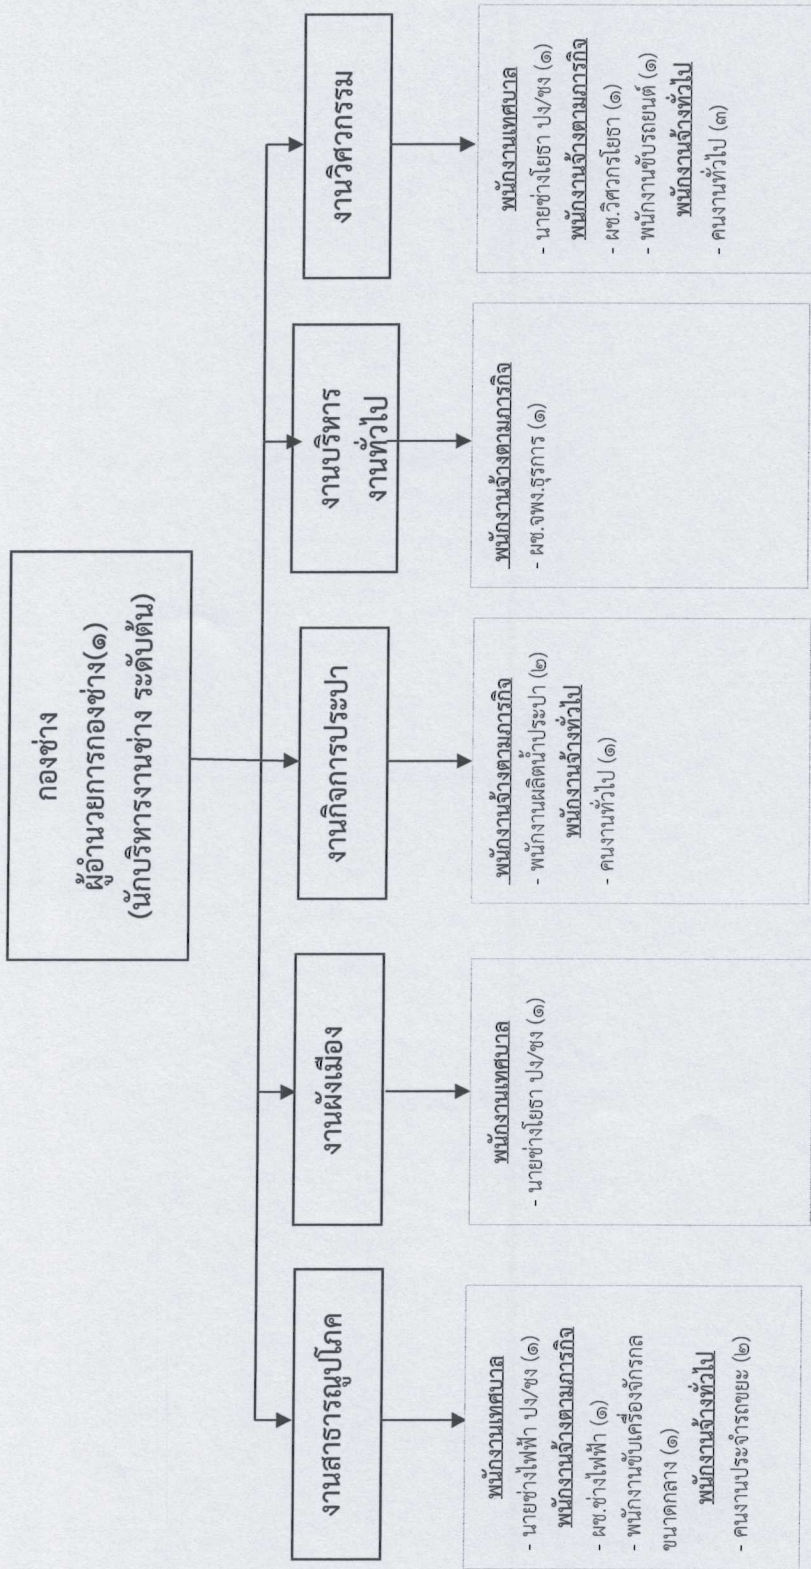 กองช่าง
ผู้อำนวยการกองช่าง(๑)
(นักบริหารงานช่าง ระดับต้น)
งานสาธารณูปโภค
งานผังเมือง
งานกิจการประปา
งานบริหาร
งานทั่วไป
งานวิศวกรรม
พนักงานเทศบาล
- นายช่างไฟฟ้า ปง/ชง (๑)
พนักงานจ้างตามภารกิจ
- ผช.ช่างไฟฟ้า (๑)
- พนักงานขับเครื่องจักรกล
ขนาดกลาง (๑)
พนักงานจ้างทั่วไป
- คนงานประจำรถขยะ (๒)
พนักงานเทศบาล
- นายช่างโยธา ปง/ชง (๑)
พนักงานจ้างตามภารกิจ
- พนักงานผลิตน้ำประปา (๒)
พนักงานจ้างทั่วไป
- คนงานทั่วไป (๑)
พนักงานจ้างตามภารกิจ
- ผช.จพง.ธุรการ (๑)
พนักงานเทศบาล
- นายช่างโยธา ปง/ชง (๑)
พนักงานจ้างตามภารกิจ
- ผช.วิศวกรโยธา (๑)
- พนักงานขับรถยนต์ (๑)
พนักงานจ้างทั่วไป
- คนงานทั่วไป (๓)